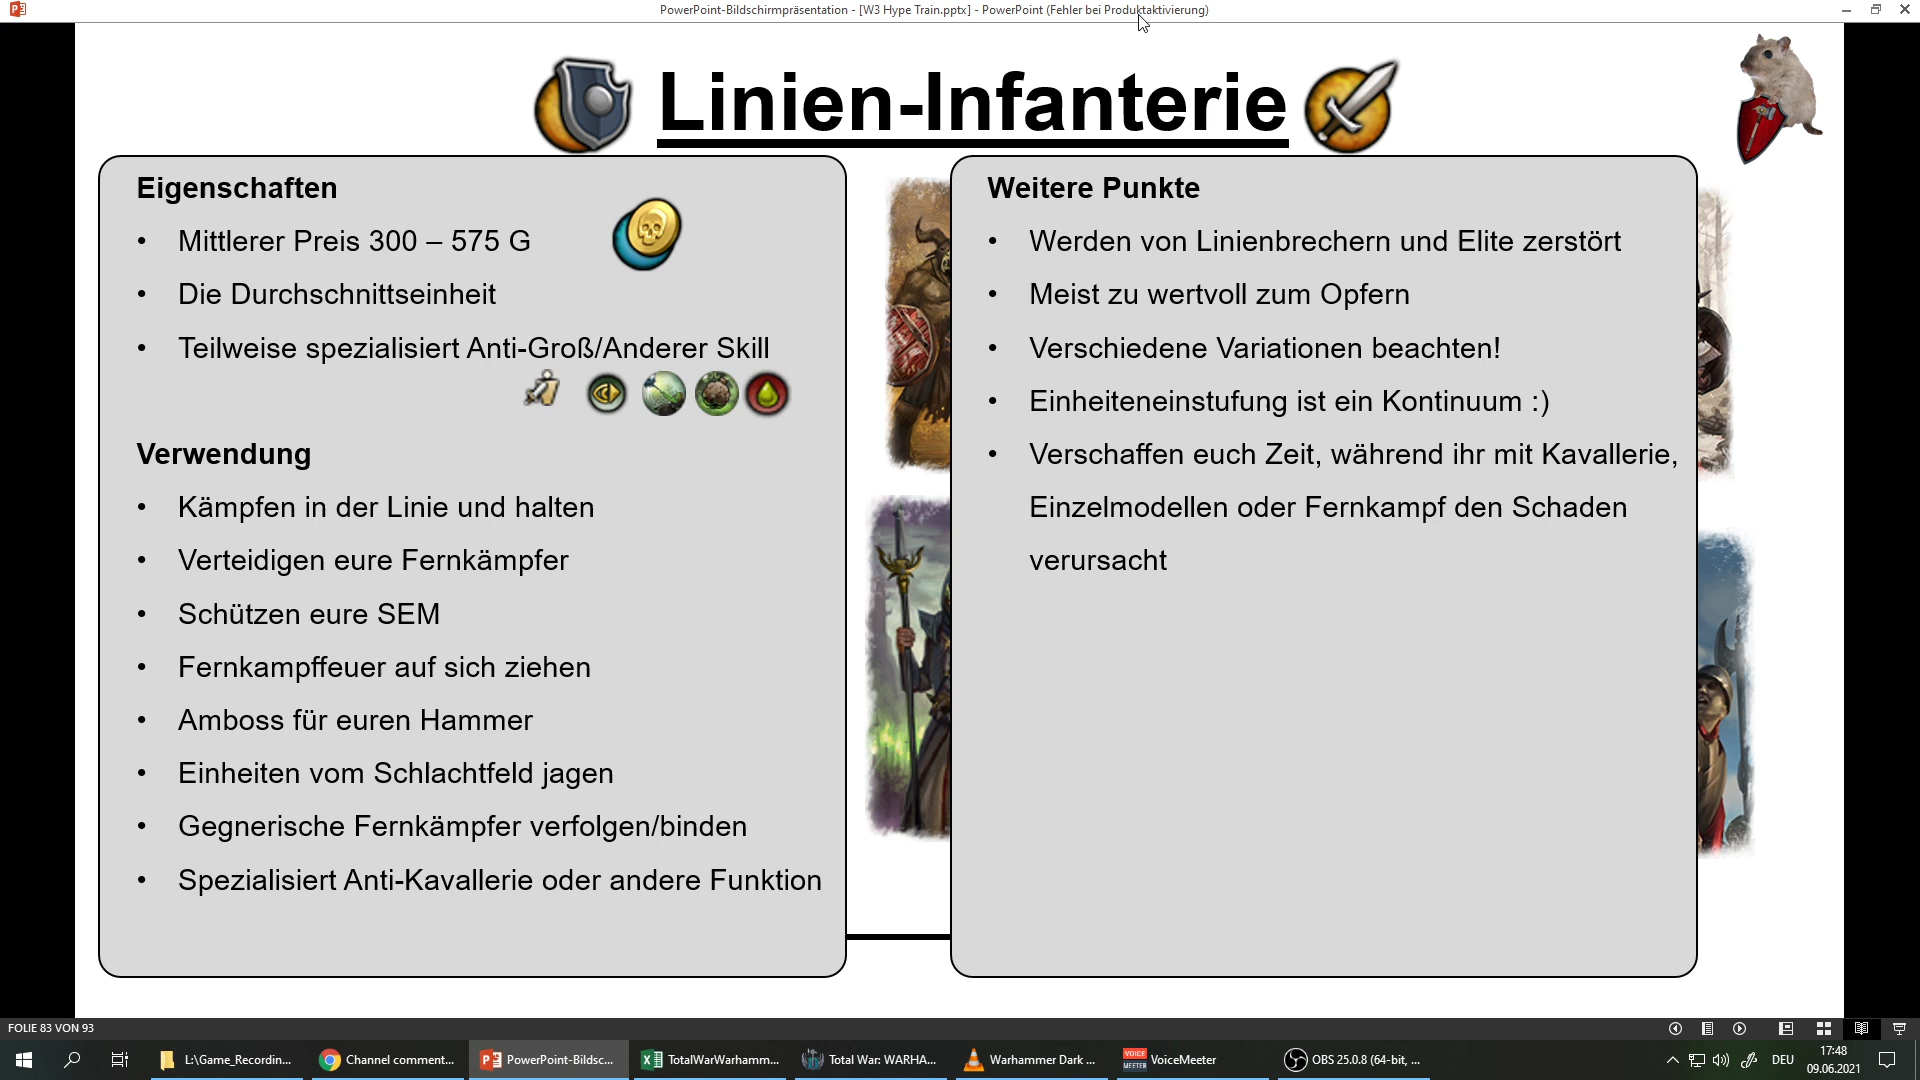 PowerPoint-Bildschirmpräsentation - [W3 Hype Train.pptx] - PowerPoint (Fehler bei Produktaktivierung)
Linien-Infanterie
Eigenschaften
• Mittlerer Preis 300 – 575 G
• Die Durchschnittseinheit
• Teilweise spezialisiert Anti-Groß/Anderer Skill
Verwendung
• Kämpfen in der Linie und halten
• Verteidigen eure Fernkämpfer
• Schützen eure SEM
• Fernkampffeuer auf sich ziehen
• Amboss für euren Hammer
• Einheiten vom Schlachtfeld jagen
• Gegnerische Fernkämpfer verfolgen/binden
• Spezialisiert Anti-Kavallerie oder andere Funktion
Weitere Punkte
• Werden von Linienbrechern und Elite zerstört
• Meist zu wertvoll zum Opfern
• Verschiedene Variationen beachten!
• Einheiteneinstufung ist ein Kontinuum :)
• Verschaffen euch Zeit, während ihr mit Kavallerie,
Einzelmodellen oder Fernkampf den Schaden
verursacht
FOLIE 83 VON 93
L:\Game_Recordin...
Channel comment...
PowerPoint-Bildsc...
TotalWarWarhamm...
Total War: WARHA...
Warhammer Dark ...
VOICE
MEETER
VoiceMeeter
OBS 25.0.8 (64-bit, ...
DEU
17:48
09.06.2021